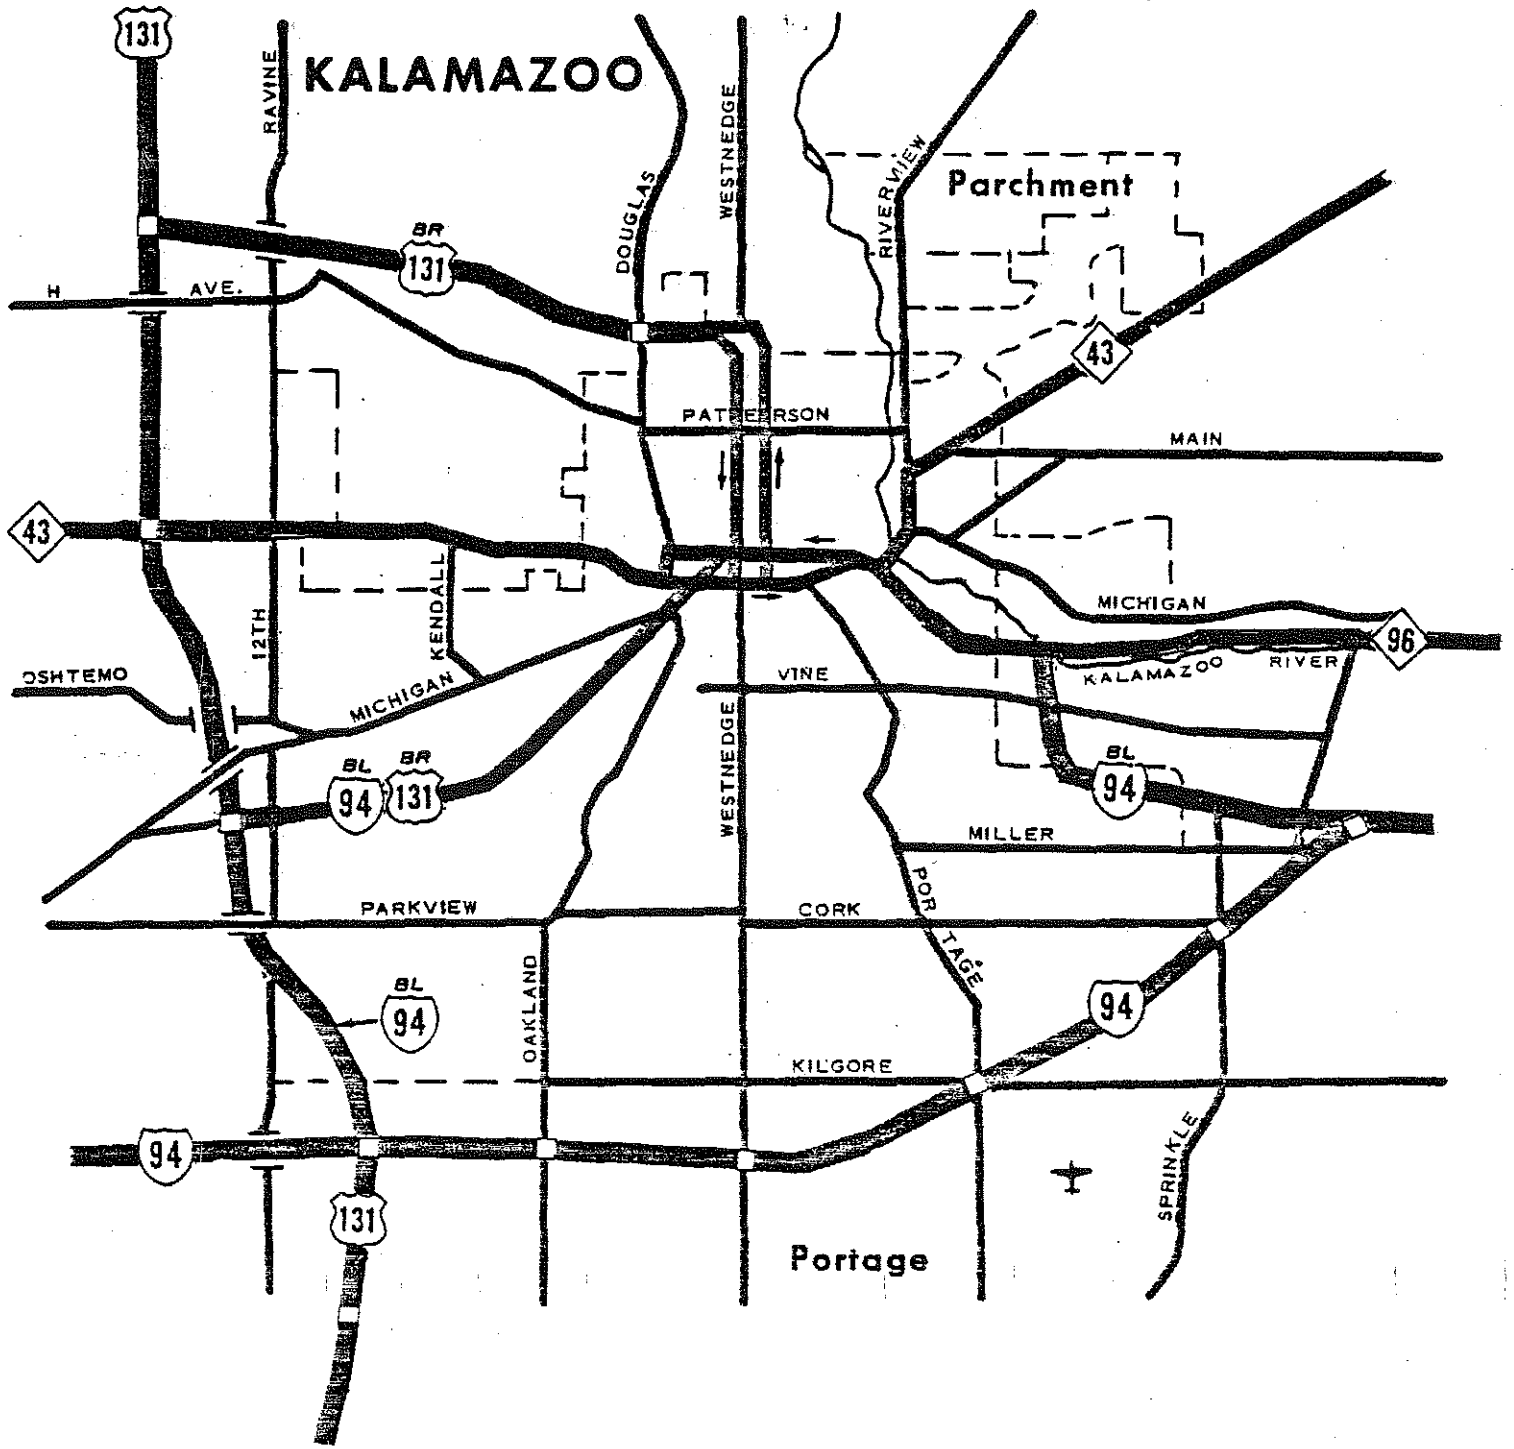 131
RAVINE
KALAMAZOO
DOUGLAS
WESTNEDGE
RIVERVIEW
Parchment
BR
131
H AVE.
43
PATTERSON
MAIN
43
KENDALL
12TH
MICHIGAN
96
KALAMAZOO RIVER
OSHTEMO
MICHIGAN
VINE
WESTNEDGE
BL
94
BR
131
BL
94
MILLER
PARKVIEW
CORK
PORTAGE
BL
94
OAKLAND
94
KILGORE
94
SPRINKLE
131
Portage